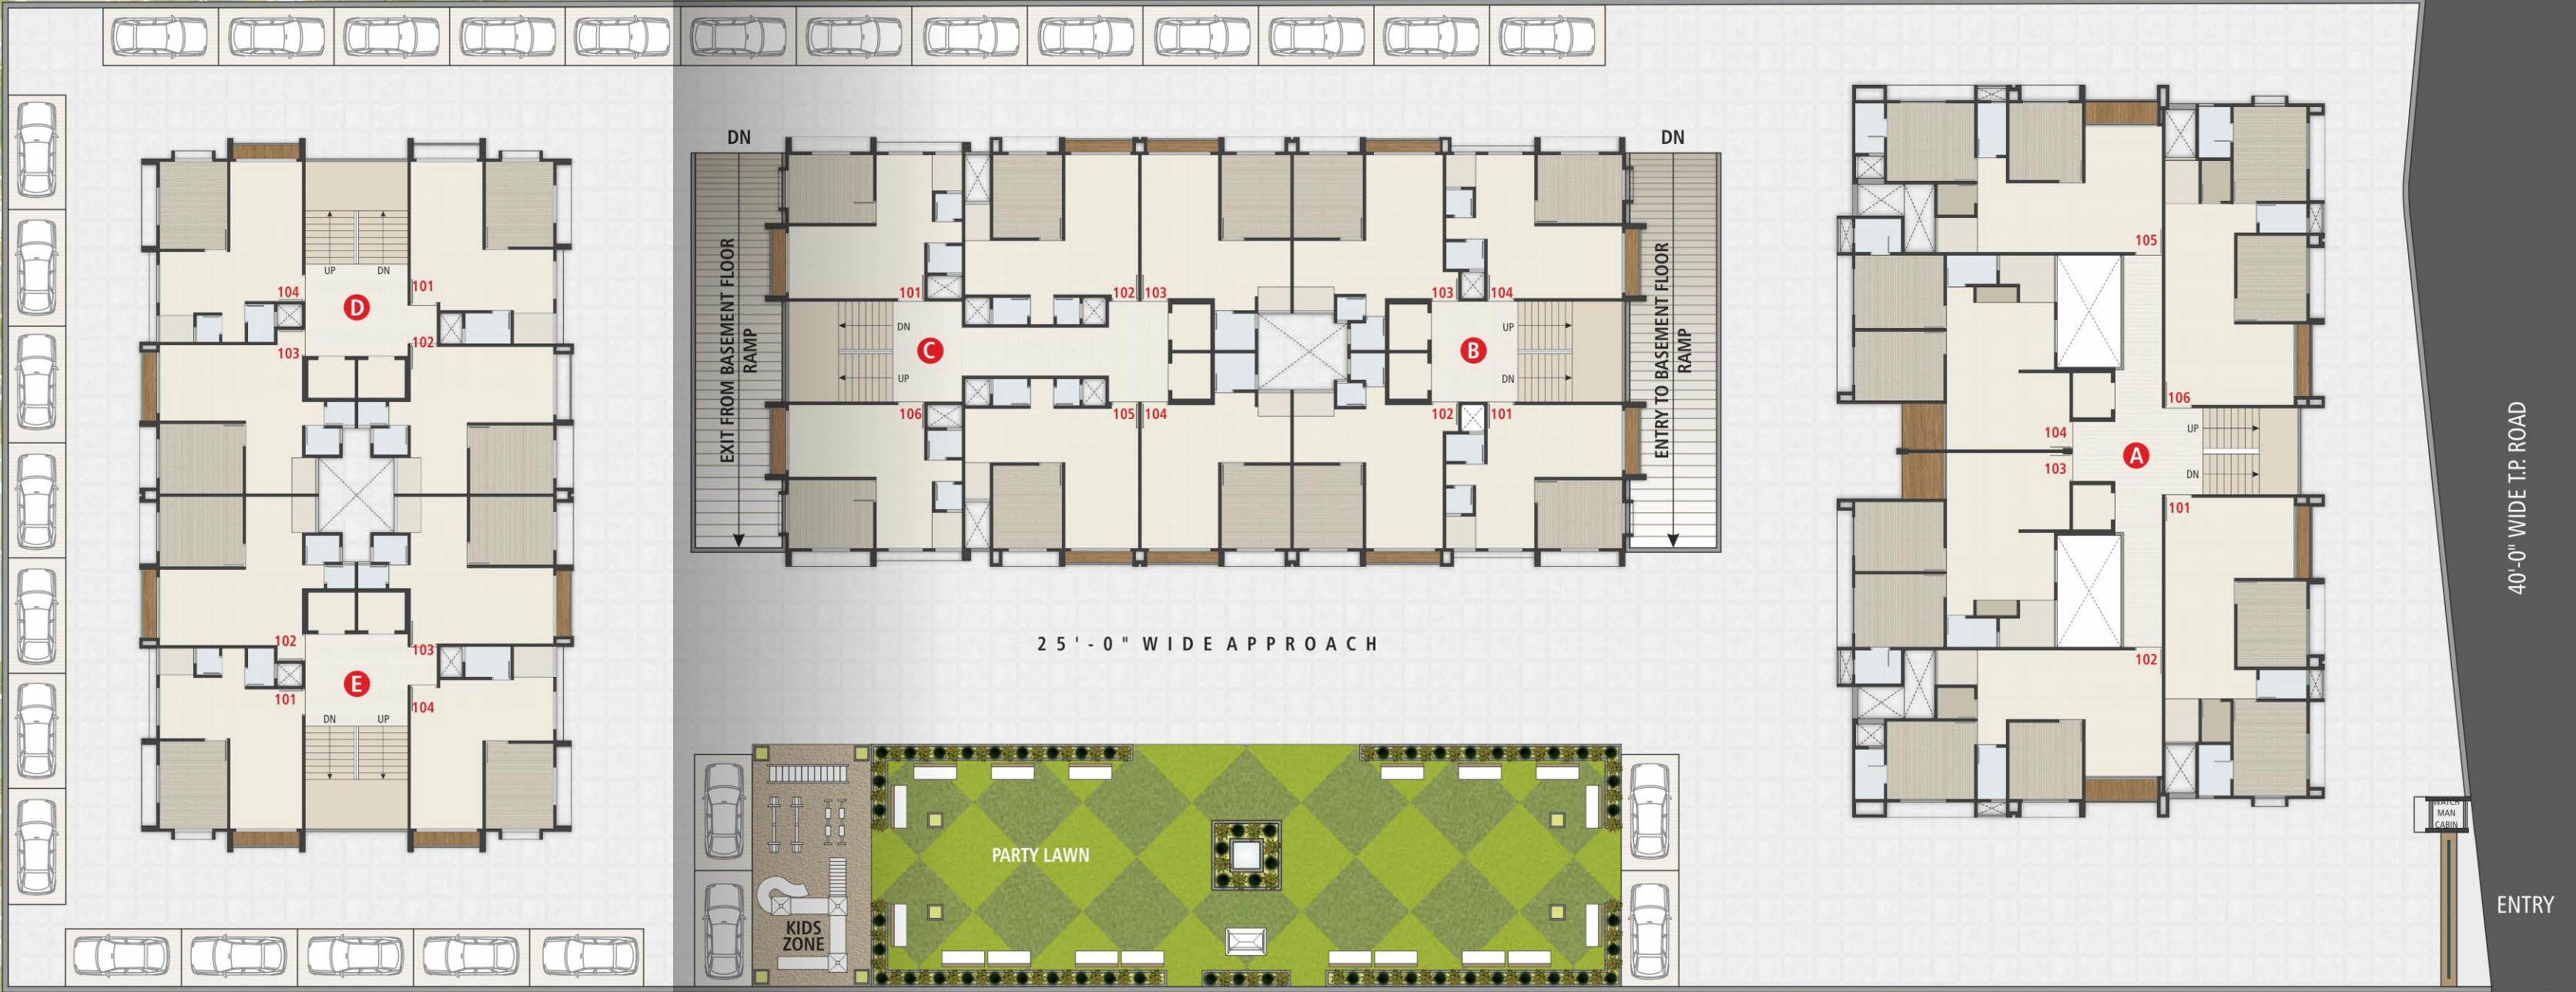 DN
DN
EXIT FROM BASEMENT FLOOR
RAMP
ENTRY TO BASEMENT FLOOR
RAMP
UP
DN
104
101
D
103
102
102
103
E
101
104
DN
UP
101
102
103
103
104
DN
UP
C
B
UP
DN
106
105
104
102
101
105
106
104
103
A
UP
DN
101
102
25'-0" WIDE APPROACH
PARTY LAWN
KIDS
ZONE
40'-0" WIDE T.P. ROAD
WATCH
MAN
CABIN
ENTRY